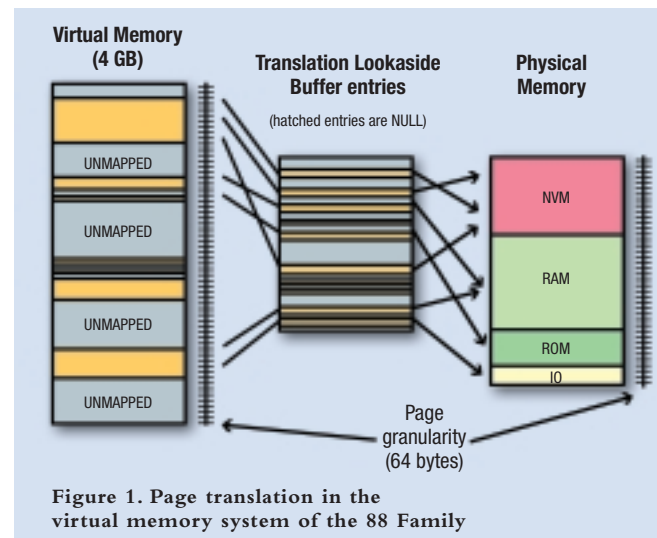 Virtual Memory
(4 GB)
Translation Lookaside
Buffer entries
(hatched entries are NULL)
Physical
Memory
UNMAPPED
UNMAPPED
UNMAPPED
UNMAPPED
NVM
RAM
ROM
IO
Page
granularity
(64 bytes)
Figure 1. Page translation in the
virtual memory system of the 88 Family